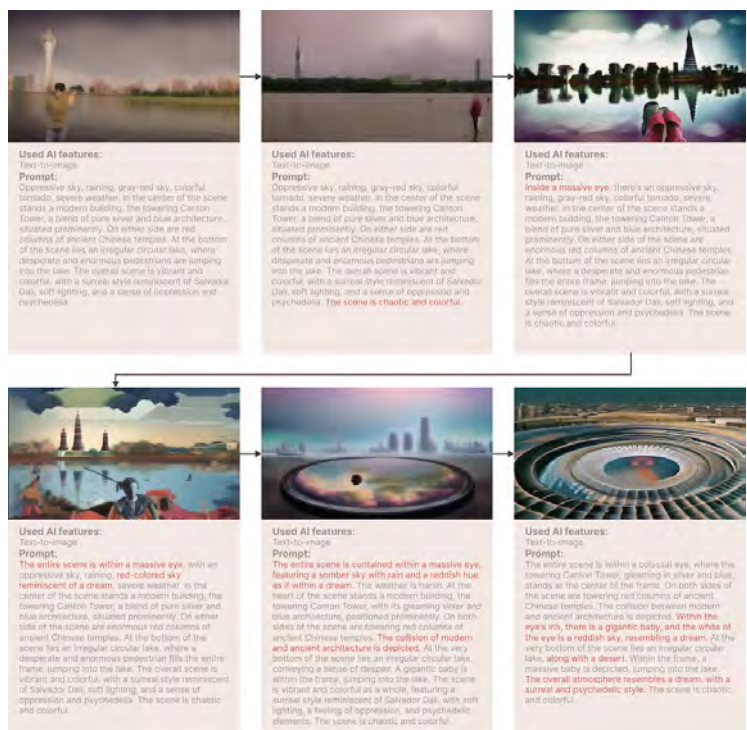 Used AI features:
Text-to-image
Prompt:
Oppressive sky, raining, gray-red sky, colorful
tornado, severe weather. In the center of the scene
stands a modern building, the towering Canton
Tower, a blend of pure silver and blue architecture,
situated prominently. On either side are red
columns of ancient Chinese temples. At the bottom
of the scene lies an irregular circular lake, where
desperate and enormous pedestrians are jumping
into the lake. The overall scene is vibrant and
colorful, with a surreal style reminiscent of Salvador
Dali, soft lighting, and a sense of oppression and
psychedelia.
Used AI features:
Text-to-image
Prompt:
Oppressive sky, raining, gray-red sky, colorful
tornado, severe weather. In the center of the scene
stands a modern building, the towering Canton
Tower, a blend of pure silver and blue architecture,
situated prominently. On either side are red
columns of ancient Chinese temples. At the bottom
of the scene lies an irregular circular lake, where
desperate and enormous pedestrians are jumping
into the lake. The overall scene is vibrant and
colorful, with a surreal style reminiscent of Salvador
Dali, soft lighting, and a sense of oppression and
psychedelia. The scene is chaotic and colorful.
Used AI features:
Text-to-image
Prompt:
Inside a massive eye, there's an oppressive sky,
raining, gray-red sky, colorful tornado, severe
weather. In the center of the scene stands a
modern building, the towering Canton Tower, a
blend of pure silver and blue architecture, situated
prominently. On either side of the scene are
enormous red columns of ancient Chinese temples.
At the bottom of the scene lies an irregular circular
lake, where a desperate and enormous pedestrian
fills the entire frame, jumping into the lake. The
overall scene is vibrant and colorful, with a surreal
style reminiscent of Salvador Dali, soft lighting, and
a sense of oppression and psychedelia. The scene
is chaotic and colorful.
Used AI features:
Text-to-image
Prompt:
The entire scene is within a massive eye, with an
oppressive sky, raining, red-colored sky
reminiscent of a dream, severe weather. In the
center of the scene stands a modern building, the
towering Canton Tower, a blend of pure silver and
blue architecture, situated prominently. On either
side of the scene are enormous red columns of
ancient Chinese temples. At the bottom of the
scene lies an irregular circular lake, where a
desperate and enormous pedestrian fills the entire
frame, jumping into the lake. The overall scene is
vibrant and colorful, with a surreal style reminiscent
of Salvador Dali, soft lighting, and a sense of
oppression and psychedelia. The scene is chaotic
and colorful.
Used AI features:
Text-to-image
Prompt:
The entire scene is contained within a massive eye,
featuring a somber sky with rain and a reddish hue,
as if within a dream. The weather is harsh. At the
heart of the scene stands a modern building, the
towering Canton Tower, with its gleaming silver and
blue architecture, positioned prominently. On both
sides of the scene are towering red columns of
ancient Chinese temples. The collision of modern
and ancient architecture is depicted. At the very
bottom of the scene lies an irregular circular lake,
conveying a sense of despair. A gigantic baby is
within the frame, jumping into the lake. The scene
is vibrant and colorful as a whole, featuring a
surreal style reminiscent of Salvador Dali, with soft
lighting, a feeling of oppression, and psychedelic
elements. The scene is chaotic and colorful.
Used AI features:
Text-to-image
Prompt:
The entire scene is within a colossal eye, where the
towering Canton Tower, gleaming in silver and blue,
stands at the center of the frame. On both sides of
the scene are towering red columns of ancient
Chinese temples. The collision between modern
and ancient architecture is depicted. Within the
eye's iris, there is a gigantic baby, and the white of
the eye is a reddish sky, resembling a dream. At the
very bottom of the scene lies an irregular circular
lake, along with a desert. Within the frame, a
massive baby is depicted, jumping into the lake.
The overall atmosphere resembles a dream, with a
surreal and psychedelic style. The scene is chaotic
and colorful.